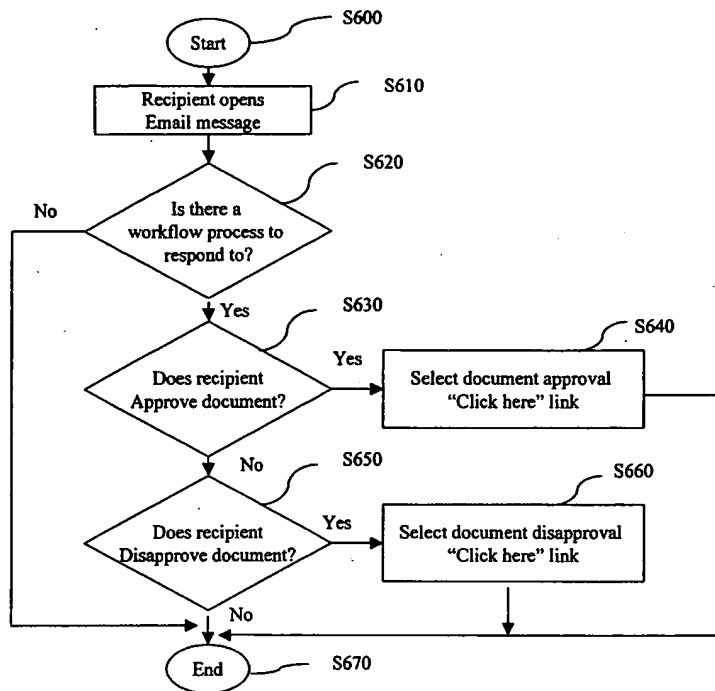 S600
Start
S610
Recipient opens
Email message
S620
No
Is there a
workflow process to
respond to?
Yes
S630
S640
Does recipient
Approve document?
Yes
Select document approval
“Click here” link
No
S650
S660
Does recipient
Disapprove document?
Yes
Select document disapproval
“Click here” link
No
End
S670